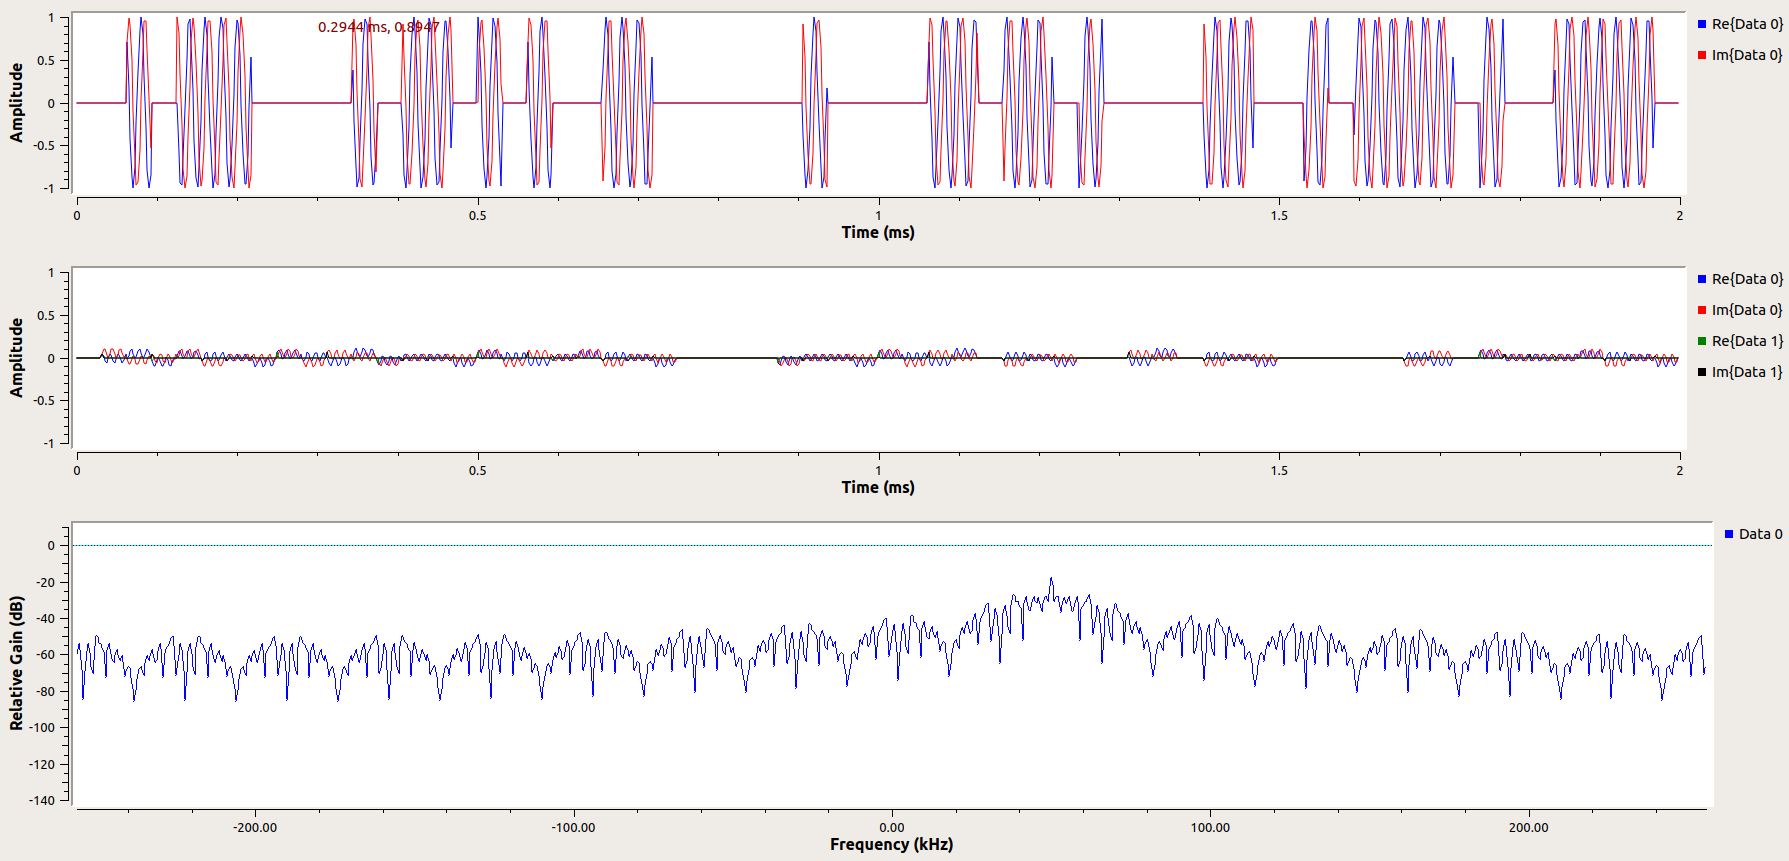 1
0.5
0
-0.5
-1
Amplitude
0.2944 ms, 0.8947
Re{Data 0}
Im{Data 0}
0 0.5 1 1.5 2
Time (ms)
1
0.5
0
-0.5
-1
Amplitude
Re{Data 0}
Im{Data 0}
Re{Data 1}
Im{Data 1}
0 0.5 1 1.5 2
Time (ms)
0
-20
-40
-60
-80
-100
-120
-140
Relative Gain (dB)
Data 0
-200.00 -100.00 0.00 100.00 200.00
Frequency (kHz)